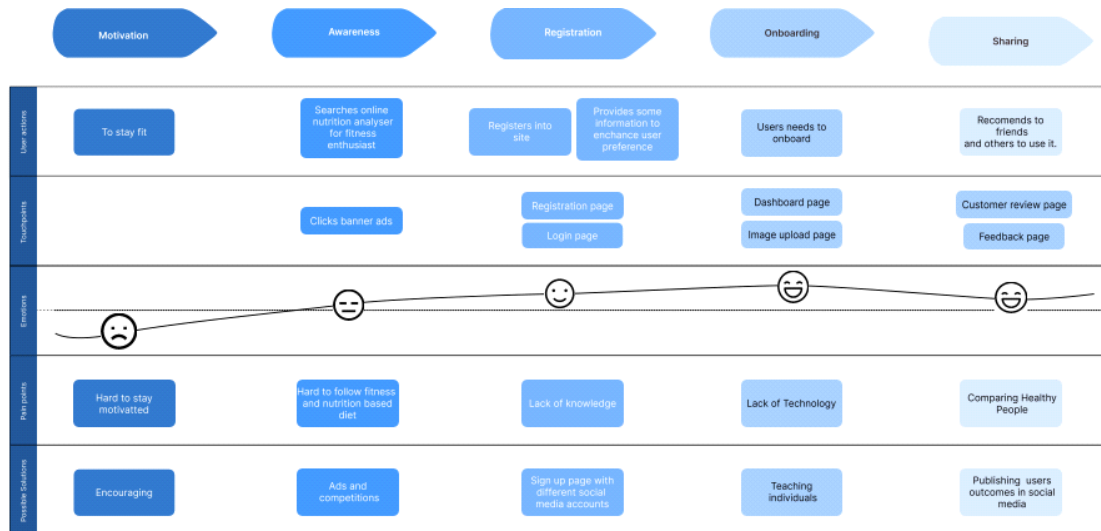 Motivation
Awareness
Registration
Onboarding
Sharing
User actions
To stay fit
Searches online
nutrition analyser
for fitness
enthusiast
Registers into
site
Provides some
information to
enchance user
preference
Users needs to
onboard
Recomends to
friends
and others to use it.
Touchpoints
Clicks banner ads
Registration page
Login page
Dashboard page
Image upload page
Customer review page
Feedback page
Emotions
Pain points
Hard to stay
motivatted
Hard to follow fitness
and nutrition based
diet
Lack of knowledge
Lack of Technology
Comparing Healthy
People
Possible Solutions
Encouraging
Ads and
competitions
Sign up page with
different social
media accounts
Teaching
individuals
Publishing users
outcomes in social
media